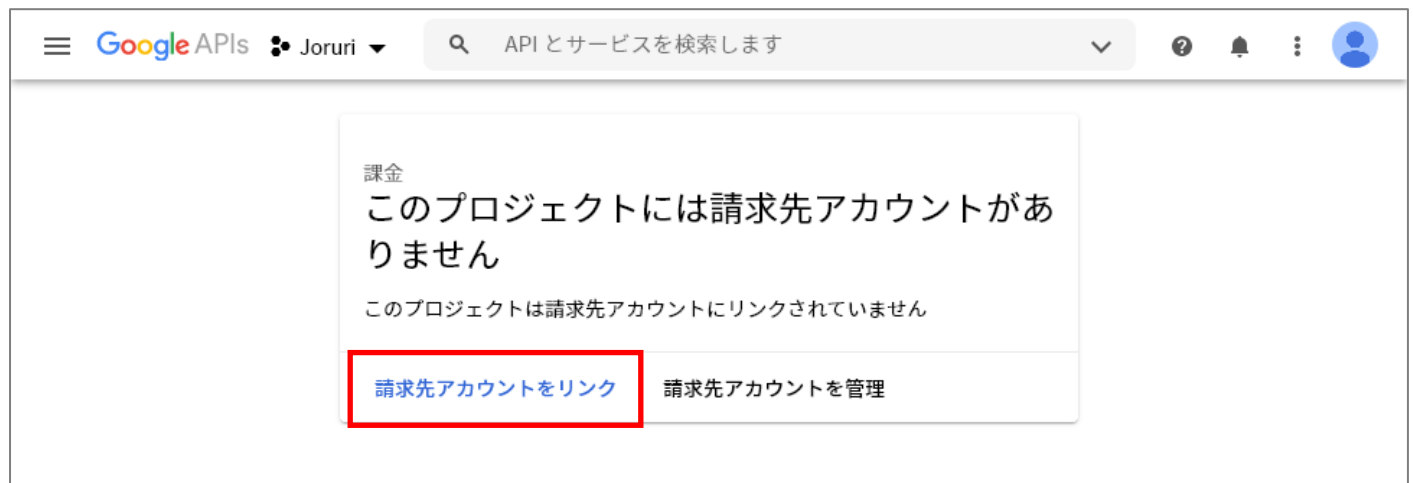 Google APIs Joruri APIとサービスを検索します
課金
このプロジェクトには請求先アカウントがあ
りません
このプロジェクトは請求先アカウントにリンクされていません
請求先アカウントをリンク 請求先アカウントを管理